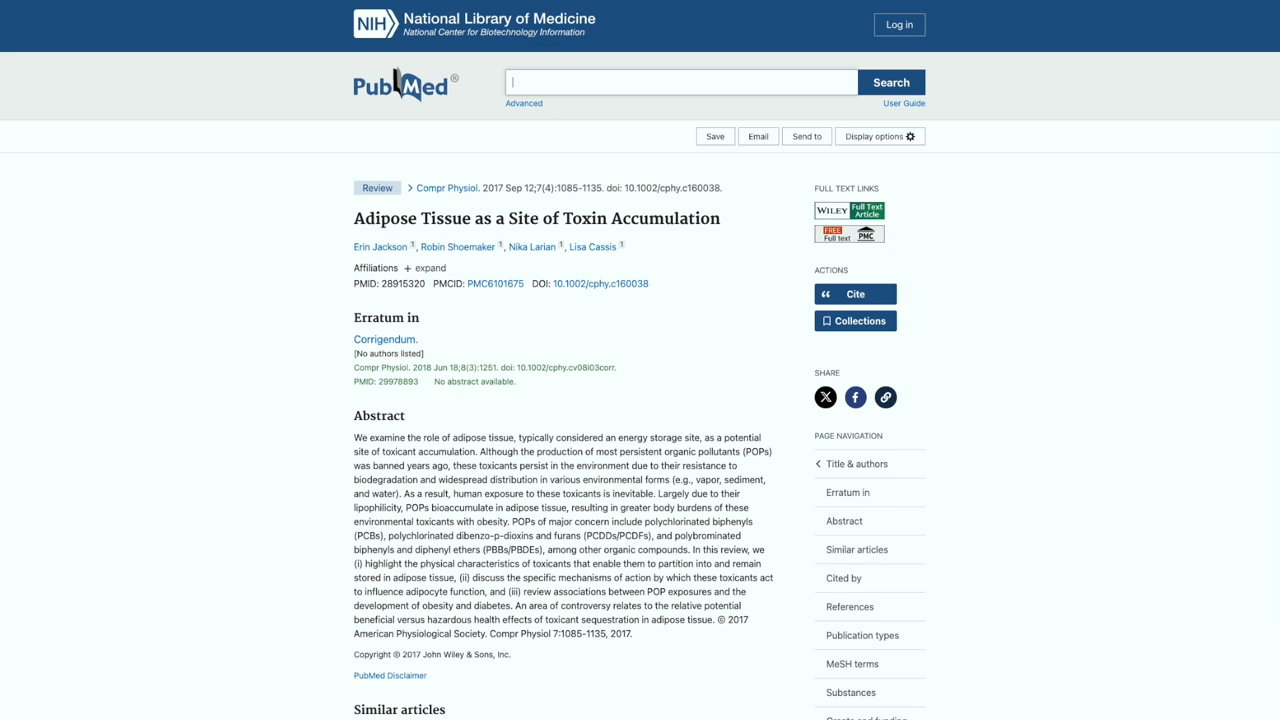 NIH National Library of Medicine
National Center for Biotechnology Information
Log in
PubMed®
Search
Advanced
User Guide
Save
Email
Send to
Display options
Review
Compr Physiol. 2017 Sep 12;7(4):1085-1135. doi: 10.1002/cphy.c160038.
Adipose Tissue as a Site of Toxin Accumulation
Erin Jackson 1, Robin Shoemaker 1, Nika Larian 1, Lisa Cassis 1
Affiliations + expand
PMID: 28915320 PMCID: PMC6101675 DOI: 10.1002/cphy.c160038
Erratum in
Corrigendum.
[No authors listed]
Compr Physiol. 2018 Jun 18;8(3):1251. doi: 10.1002/cphy.cv08i03corr.
PMID: 29978893 No abstract available.
Abstract
We examine the role of adipose tissue, typically considered an energy storage site, as a potential
site of toxicant accumulation. Although the production of most persistent organic pollutants (POPs)
was banned years ago, these toxicants persist in the environment due to their resistance to
biodegradation and widespread distribution in various environmental forms (e.g., vapor, sediment,
and water). As a result, human exposure to these toxicants is inevitable. Largely due to their
lipophilicity, POPs bioaccumulate in adipose tissue, resulting in greater body burdens of these
environmental toxicants with obesity. POPs of major concern include polychlorinated biphenyls
(PCBs), polychlorinated dibenzo-p-dioxins and furans (PCDDs/PCDFs), and polybrominated
biphenyls and diphenyl ethers (PBBs/PBDEs), among other organic compounds. In this review, we
(i) highlight the physical characteristics of toxicants that enable them to partition into and remain
stored in adipose tissue, (ii) discuss the specific mechanisms of action by which these toxicants act
to influence adipocyte function, and (iii) review associations between POP exposures and the
development of obesity and diabetes. An area of controversy relates to the relative potential
beneficial versus hazardous health effects of toxicant sequestration in adipose tissue. © 2017
American Physiological Society. Compr Physiol 7:1085-1135, 2017.
Copyright © 2017 John Wiley & Sons, Inc.
PubMed Disclaimer
Similar articles
FULL TEXT LINKS
WILEY Full Text Article
FREE Full text PMC
ACTIONS
Cite
Collections
SHARE
PAGE NAVIGATION
Title & authors
Erratum in
Abstract
Similar articles
Cited by
References
Publication types
MeSH terms
Substances